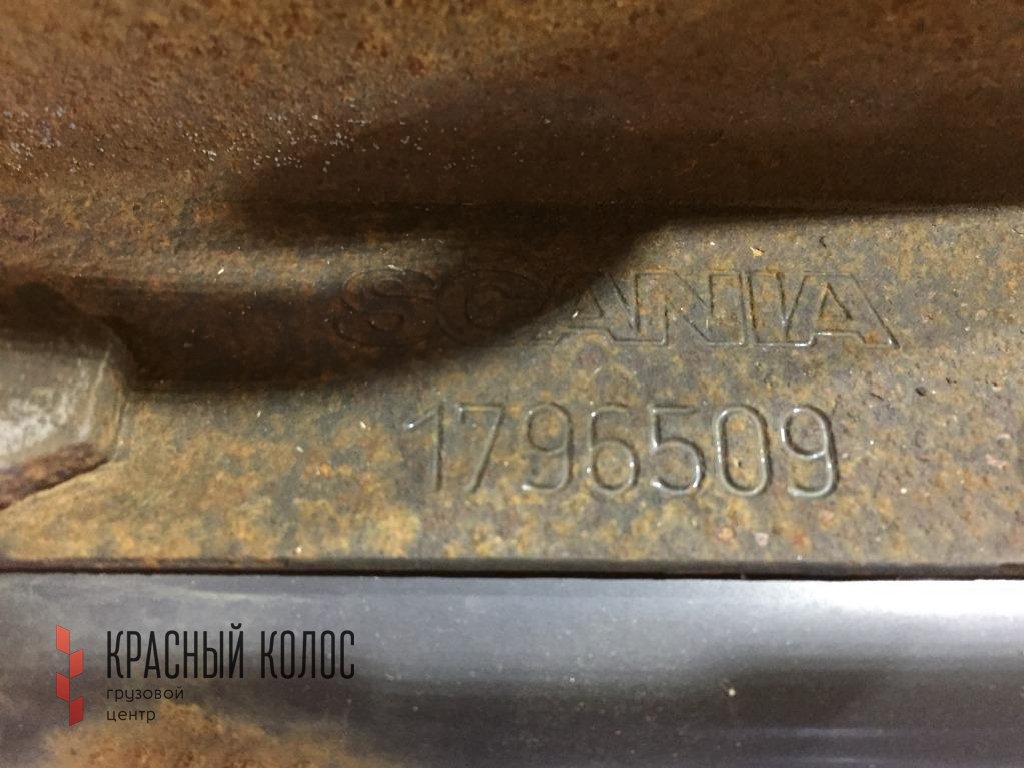 SCANIA
1796509
КРАСНЫЙ КОЛОС
грузовой
центр